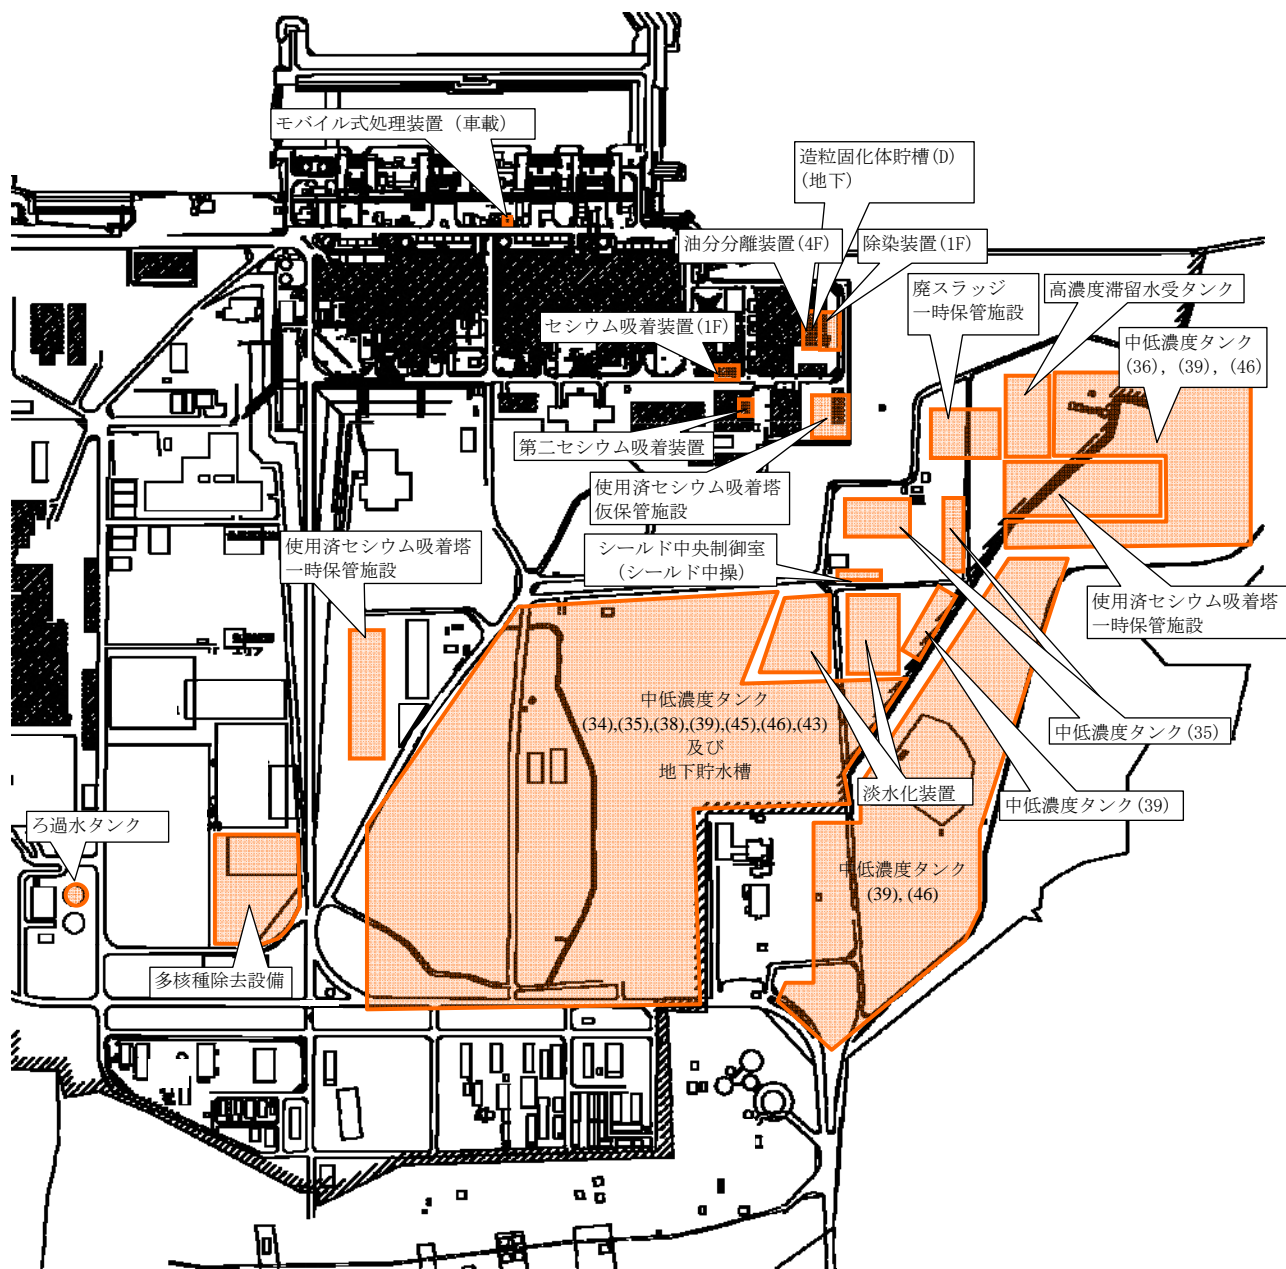 モバイル式処理装置（車載）
造粒固化体貯槽(D)
(地下)
油分分離装置(4F)
除染装置(1F)
廃スラッジ
一時保管施設
高濃度滞留水受タンク
セシウム吸着装置(1F)
中低濃度タンク
(36), (39), (46)
第二セシウム吸着装置
使用済セシウム吸着塔
仮保管施設
使用済セシウム吸着塔
一時保管施設
シールド中央制御室
(シールド中操)
使用済セシウム吸着塔
一時保管施設
エリア
中低濃度タンク
(34),(35),(38),(39),(45),(46),(43)
及び
地下貯水槽
中低濃度タンク(35)
淡水化装置
中低濃度タンク(39)
ろ過水タンク
中低濃度タンク
(39), (46)
多核種除去設備